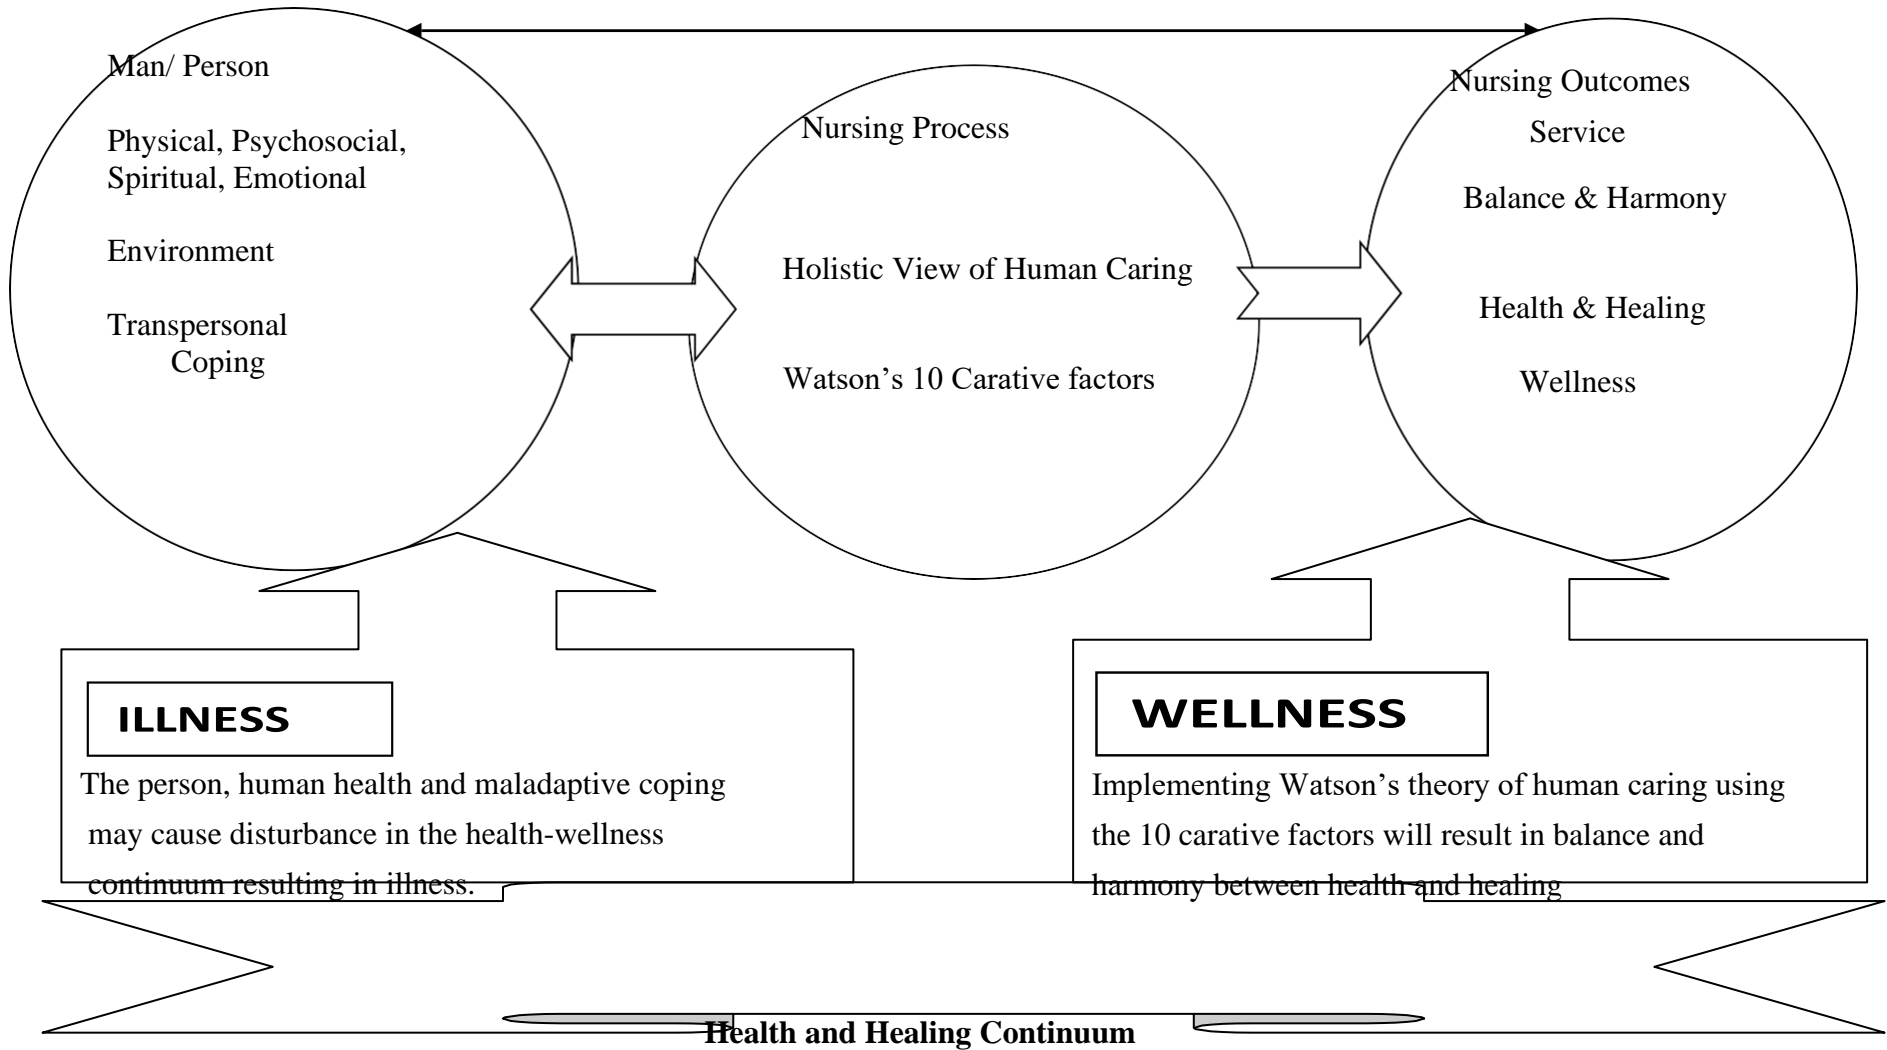 Man/ Person
Physical, Psychosocial,
Spiritual, Emotional
Environment
Transpersonal
Coping
Nursing Process
Holistic View of Human Caring
Watson’s 10 Carative factors
Nursing Outcomes
Service
Balance & Harmony
Health & Healing
Wellness
ILLNESS
The person, human health and maladaptive coping
may cause disturbance in the health-wellness
continuum resulting in illness.
WELLNESS
Implementing Watson’s theory of human caring using
the 10 carative factors will result in balance and
harmony between health and healing
Health and Healing Continuum